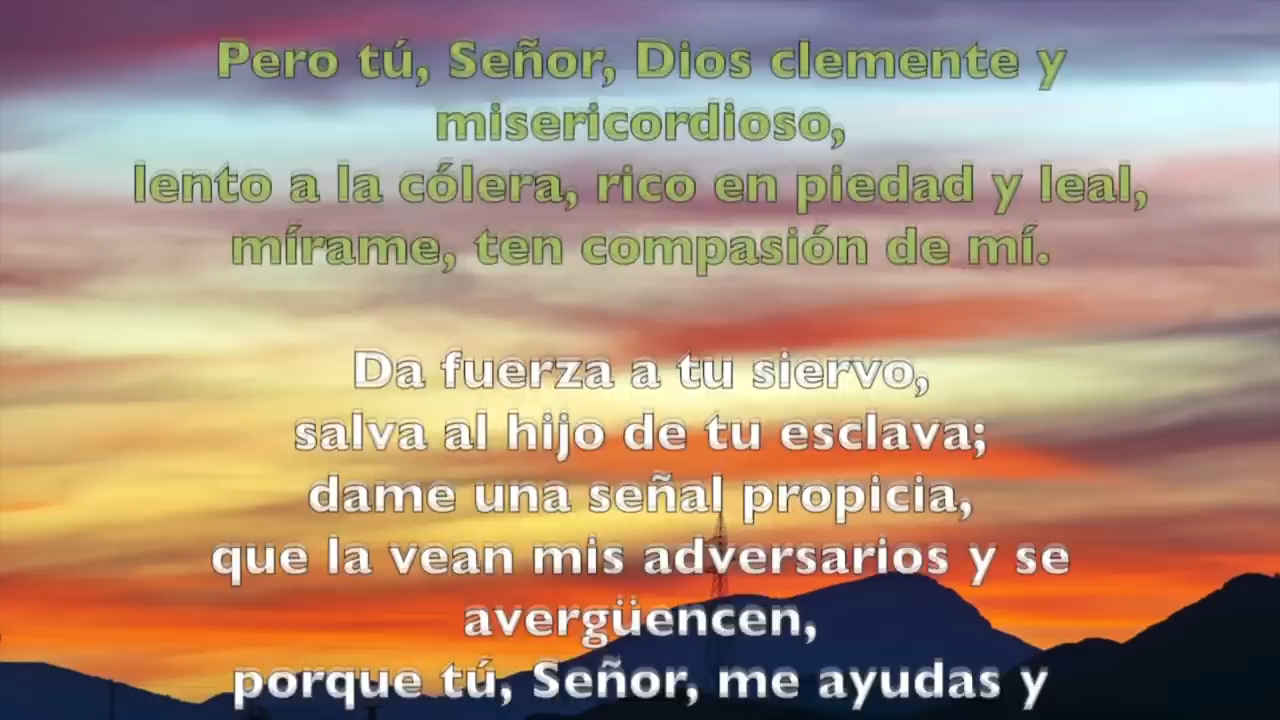 Pero tú, Señor, Dios clemente y
misericordioso,
lento a la cólera, rico en piedad y leal,
mírame, ten compasión de mí.
Da fuerza a tu siervo,
salva al hijo de tu esclava;
dame una señal propicia,
que la vean mis adversarios y se
avergüencen,
porque tú, Señor, me ayudas y